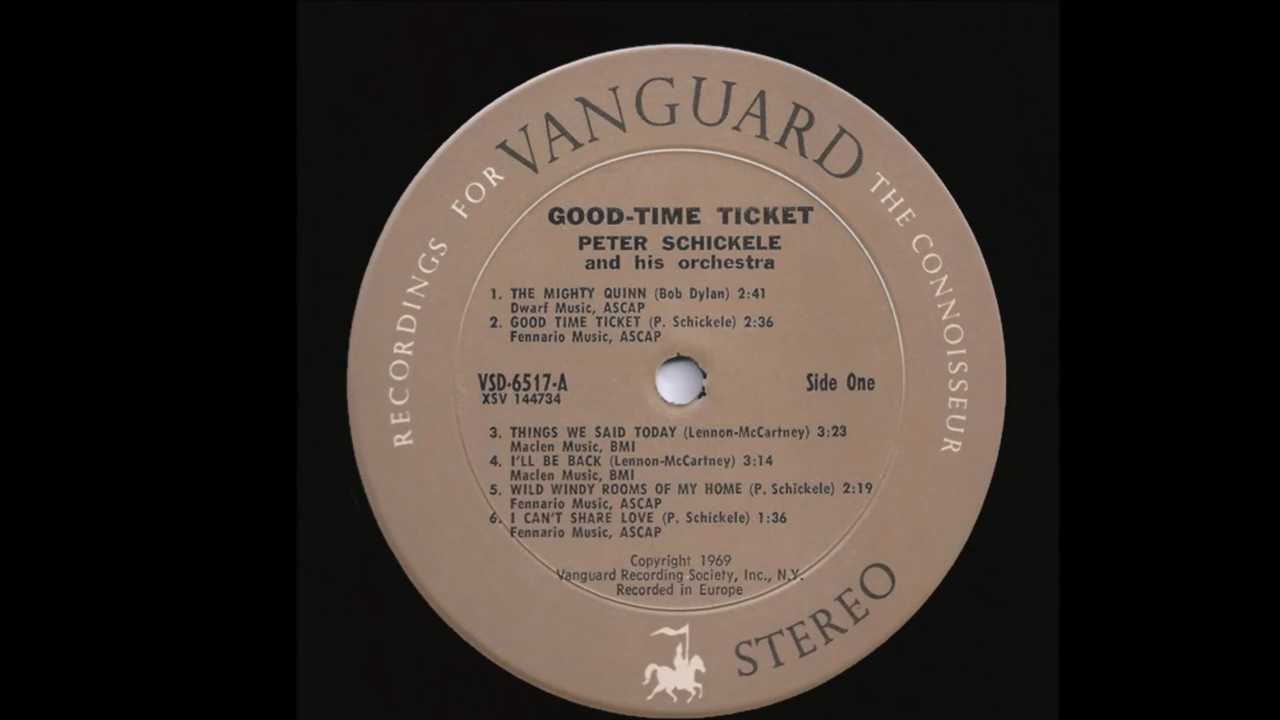 RECORDINGS FOR VANGUARD THE CONNOISSEUR
GOOD-TIME TICKET
PETER SCHICKELE
and his orchestra
1. THE MIGHTY QUINN (Bob Dylan) 2:41
Dwarf Music, ASCAP
2. GOOD TIME TICKET (P. Schickele) 2:36
Fennario Music, ASCAP
VSD-6517-A
XSV 144734
Side One
3. THINGS WE SAID TODAY (Lennon-McCartney) 3:23
Maclen Music, BMI
4. I'LL BE BACK (Lennon-McCartney) 3:14
Maclen Music, BMI
5. WILD WINDY ROOMS OF MY HOME (P. Schickele) 2:19
Fennario Music, ASCAP
6. I CAN'T SHARE LOVE (P. Schickele) 1:36
Fennario Music, ASCAP
Copyright 1969
Vanguard Recording Society, Inc., N.Y.
Recorded in Europe
STEREO